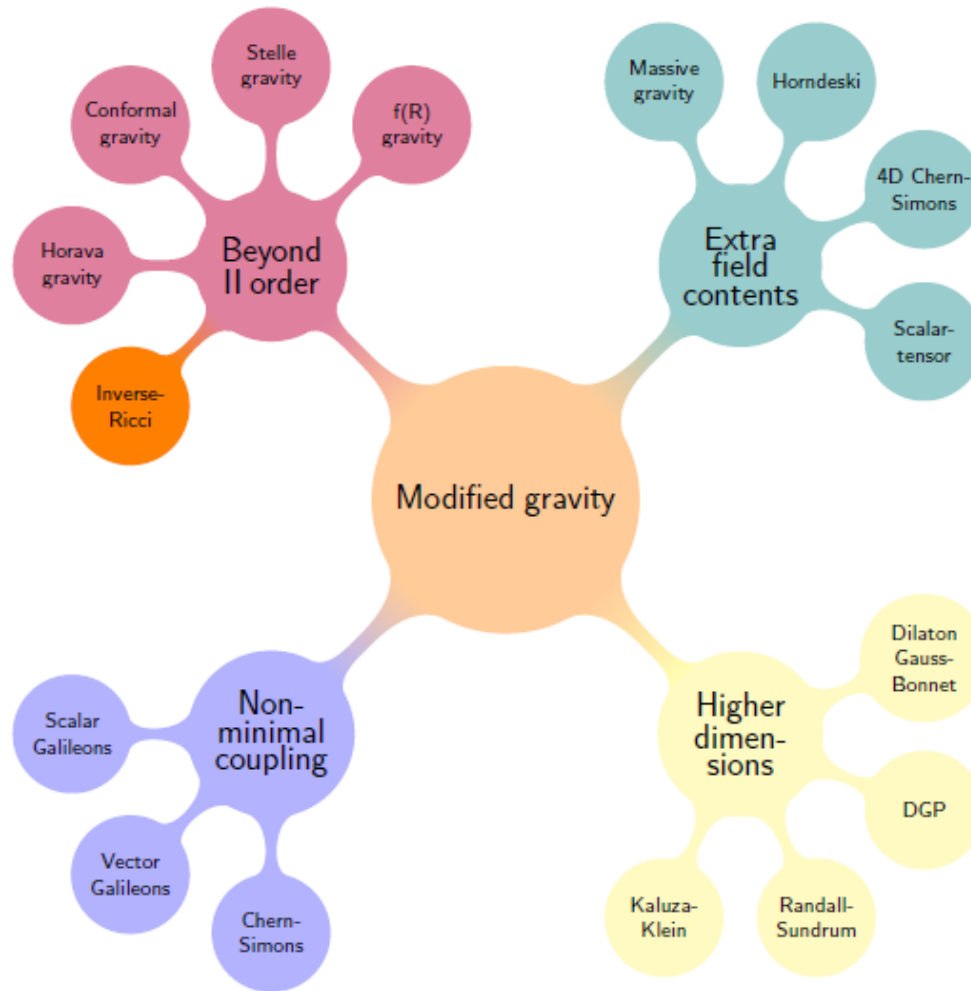 Stelle
gravity
Conformal
gravity
f(R)
gravity
Horava
gravity
Beyond
II order
Inverse-
Ricci
Massive
gravity
Horndeski
4D Chern-
Simons
Extra
field
contents
Scalar-
tensor
Modified gravity
Non-
minimal
coupling
Scalar
Galileons
Vector
Galileons
Chern-
Simons
Higher
dimen-
sions
Dilaton
Gauss-
Bonnet
DGP
Kaluza-
Klein
Randall-
Sundrum